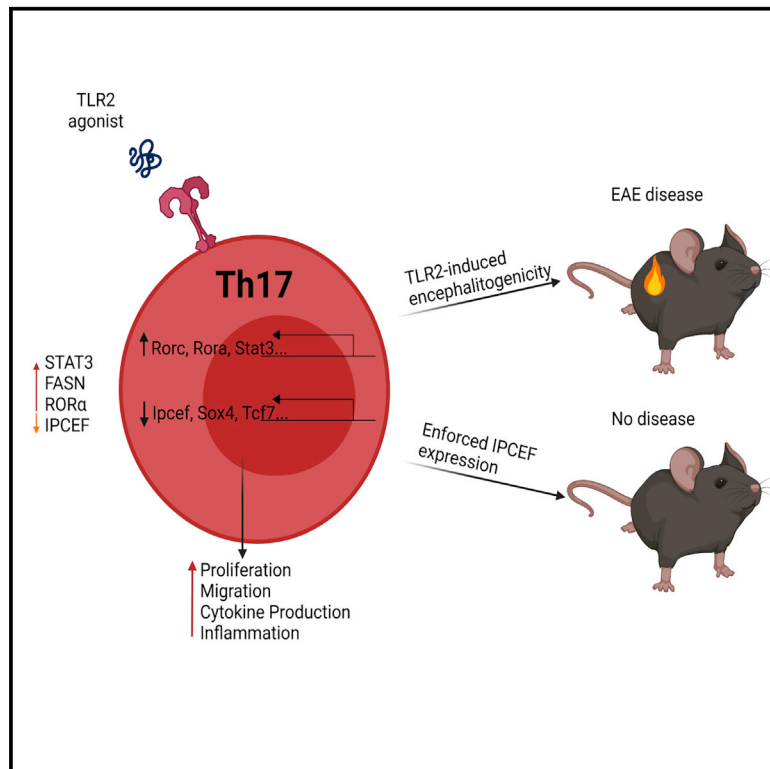 TLR2
agonist
Th17
↑ Rorc, Rora, Stat3...
↓ Ipcef, Sox4, Tcf7...
STAT3
FASN
RORα
IPCEF
Proliferation
Migration
Cytokine Production
Inflammation
TLR2-induced
encephalitogenicity
EAE disease
Enforced IPCEF
expression
No disease